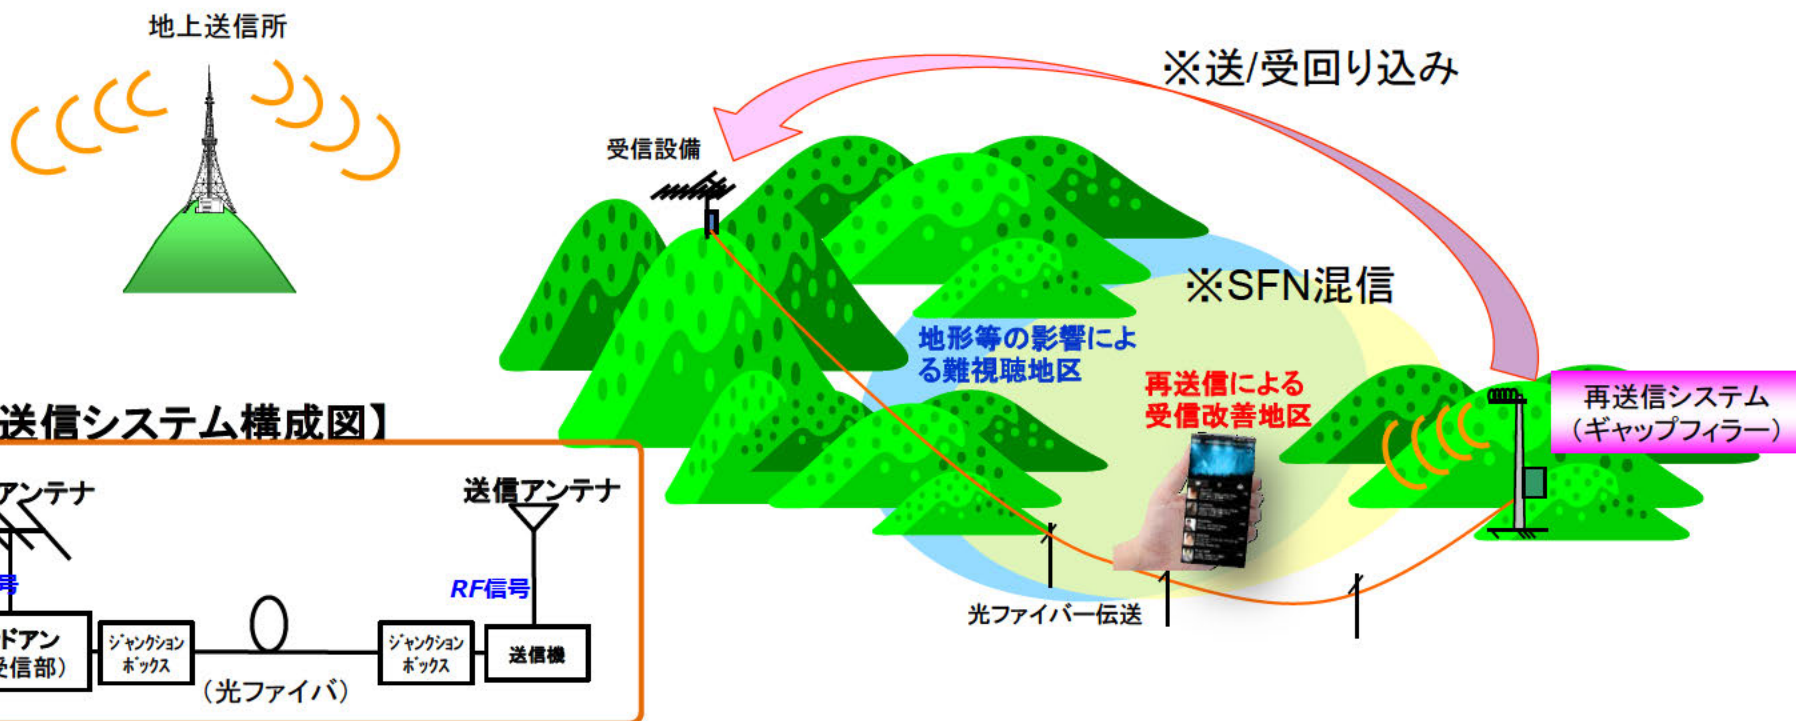 地上送信所
※送/受回り込み
受信設備
※SFN混信
地形等の影響によ
る難視聴地区
再送信による
受信改善地区
再送信システム
（ギャップフィラー）
光ファイバー伝送
送信システム構成図】
アンテナ
送信アンテナ
号
RF信号
ドアン
受信部）
ｼﾞｬﾝｸｼｮﾝ
ﾎﾞｯｸｽ
（光ファイバ）
ｼﾞｬﾝｸｼｮﾝ
ﾎﾞｯｸｽ
送信機